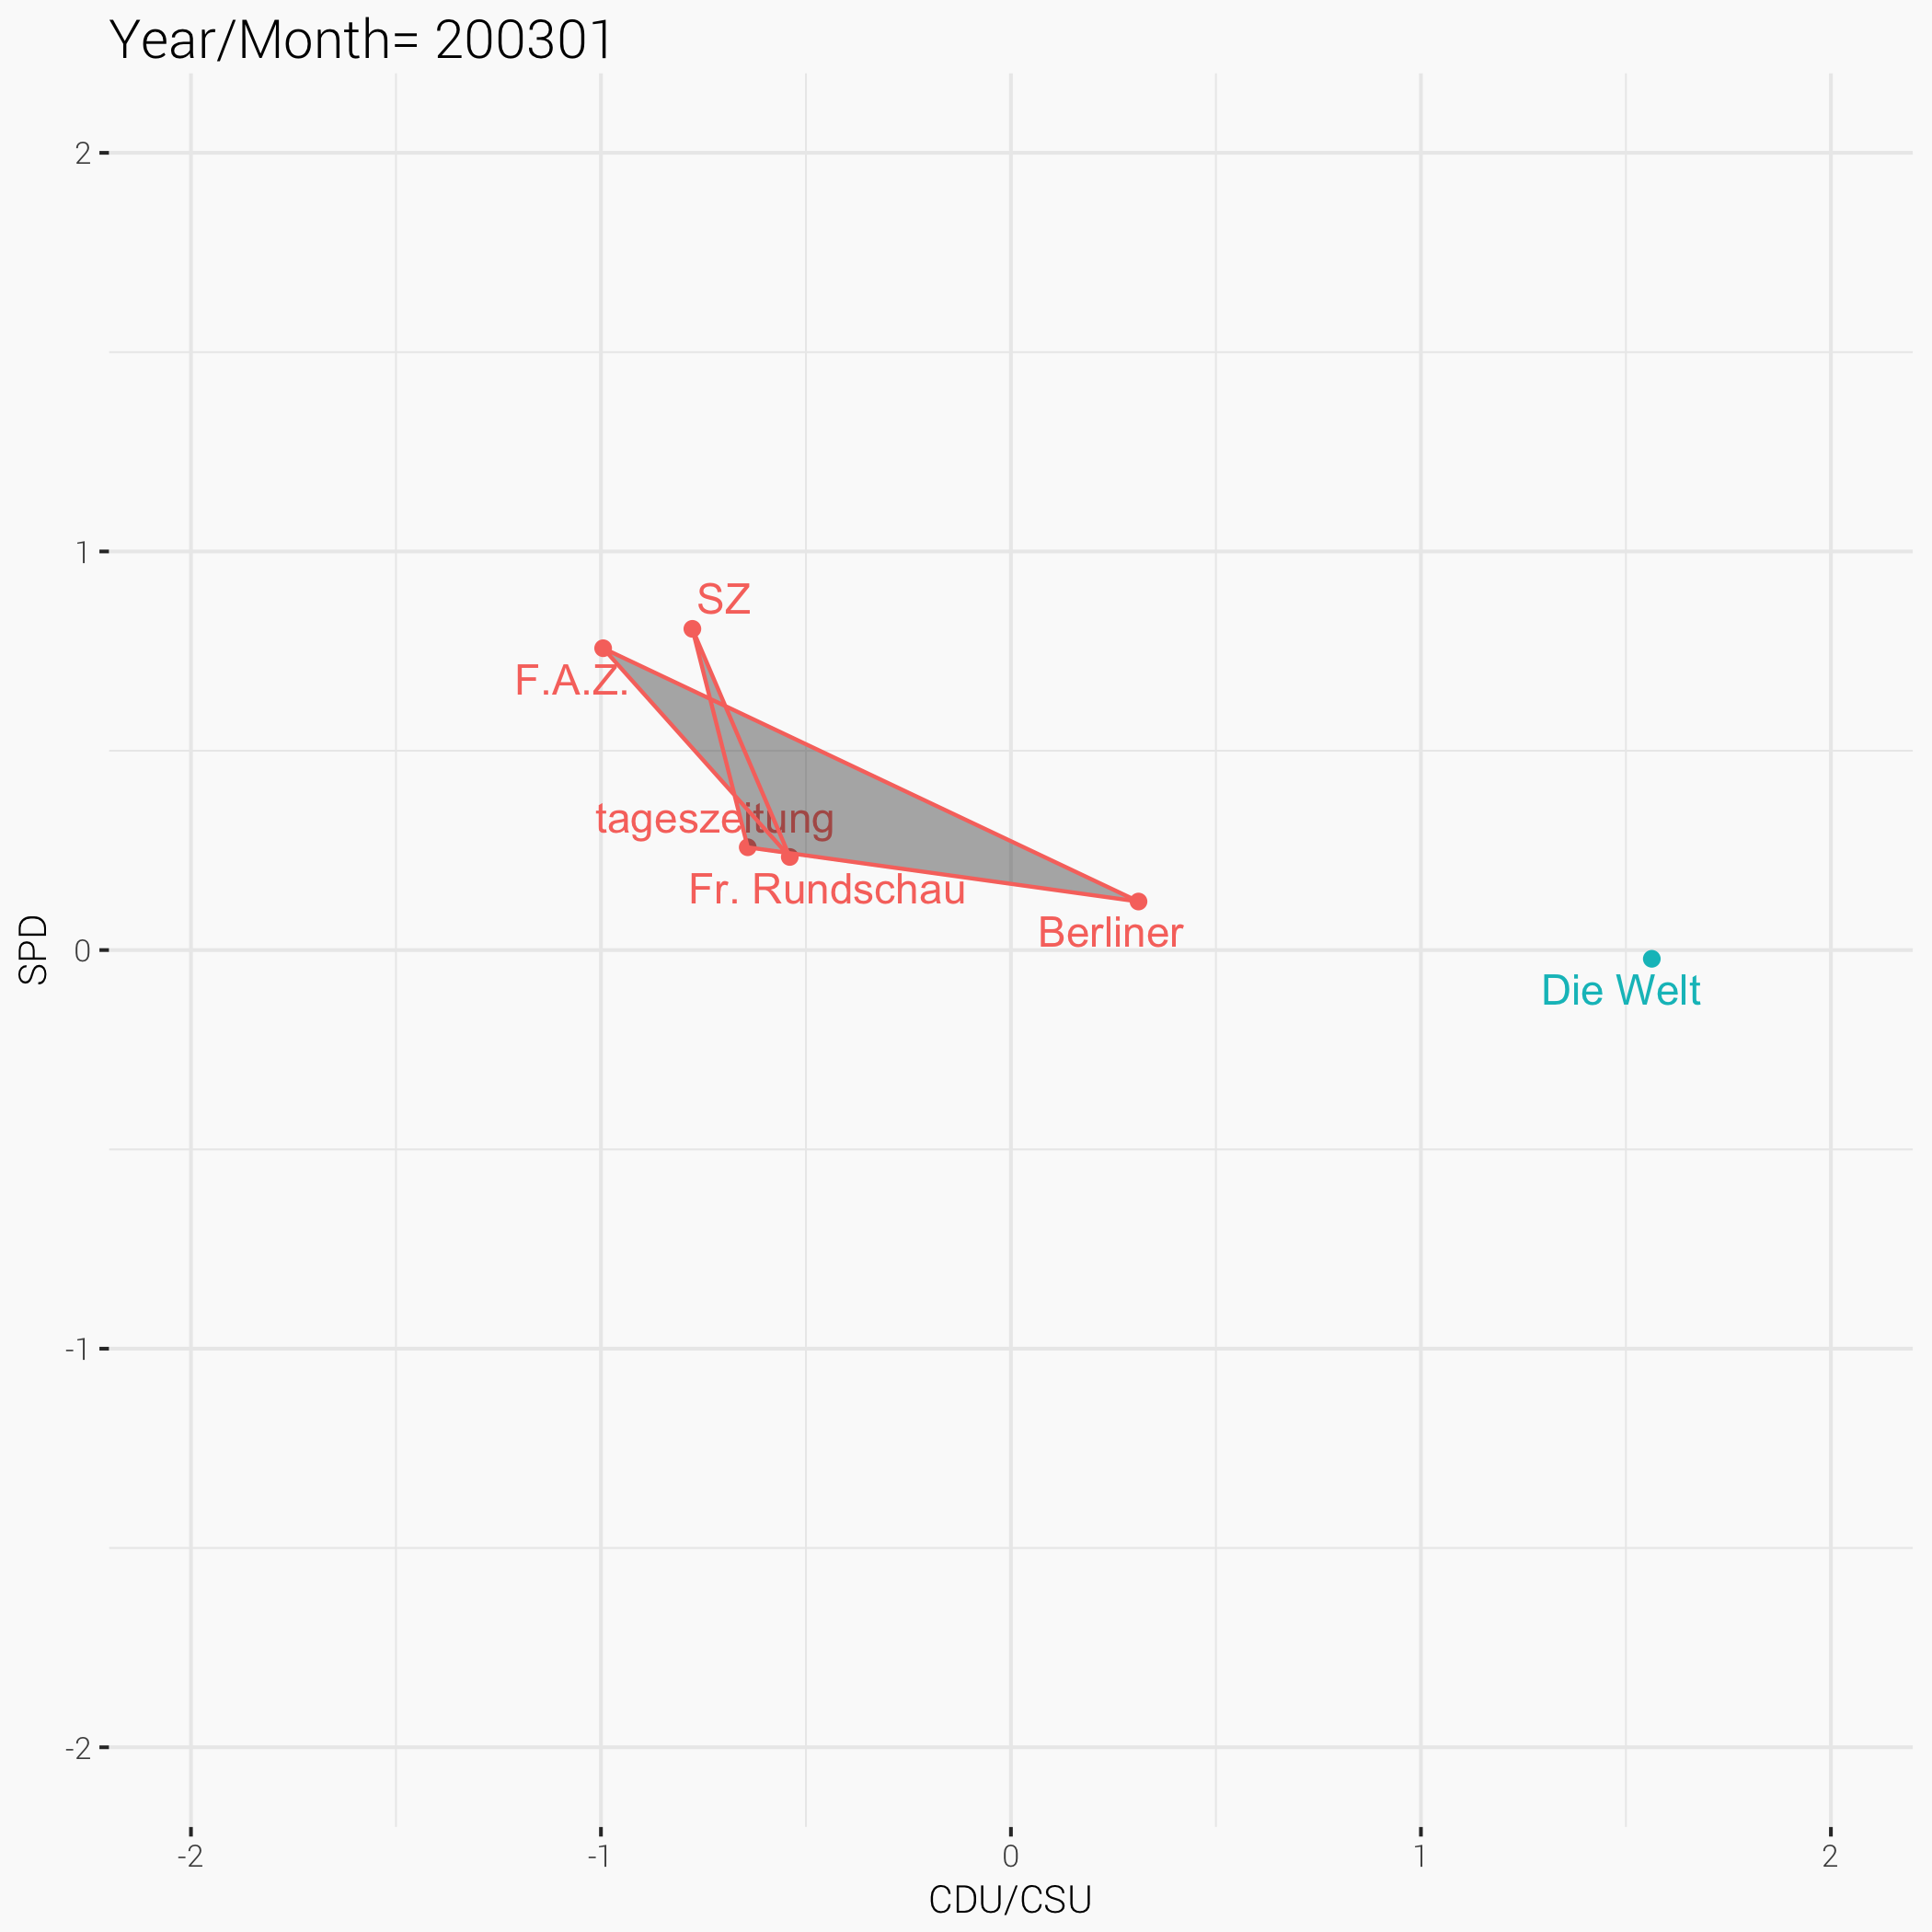 Year/Month= 200301
2
1
0
-1
-2
SPD
SZ
F.A.Z.
tageszeitung
Fr. Rundschau
Berliner
Die Welt
-2
-1
0
1
2
CDU/CSU